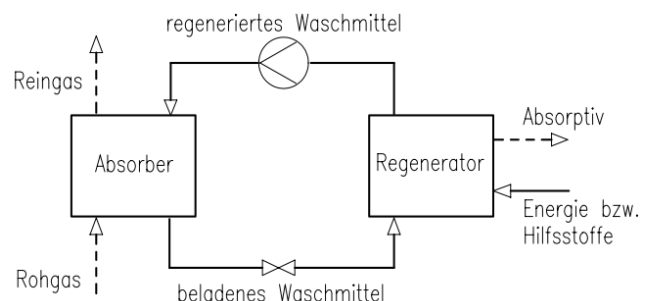 regeneriertes Waschmittel
Reingas
Absorptiv
Absorber
Regenerator
Energie bzw.
Hilfsstoffe
Rohgas
beladenes Waschmittel